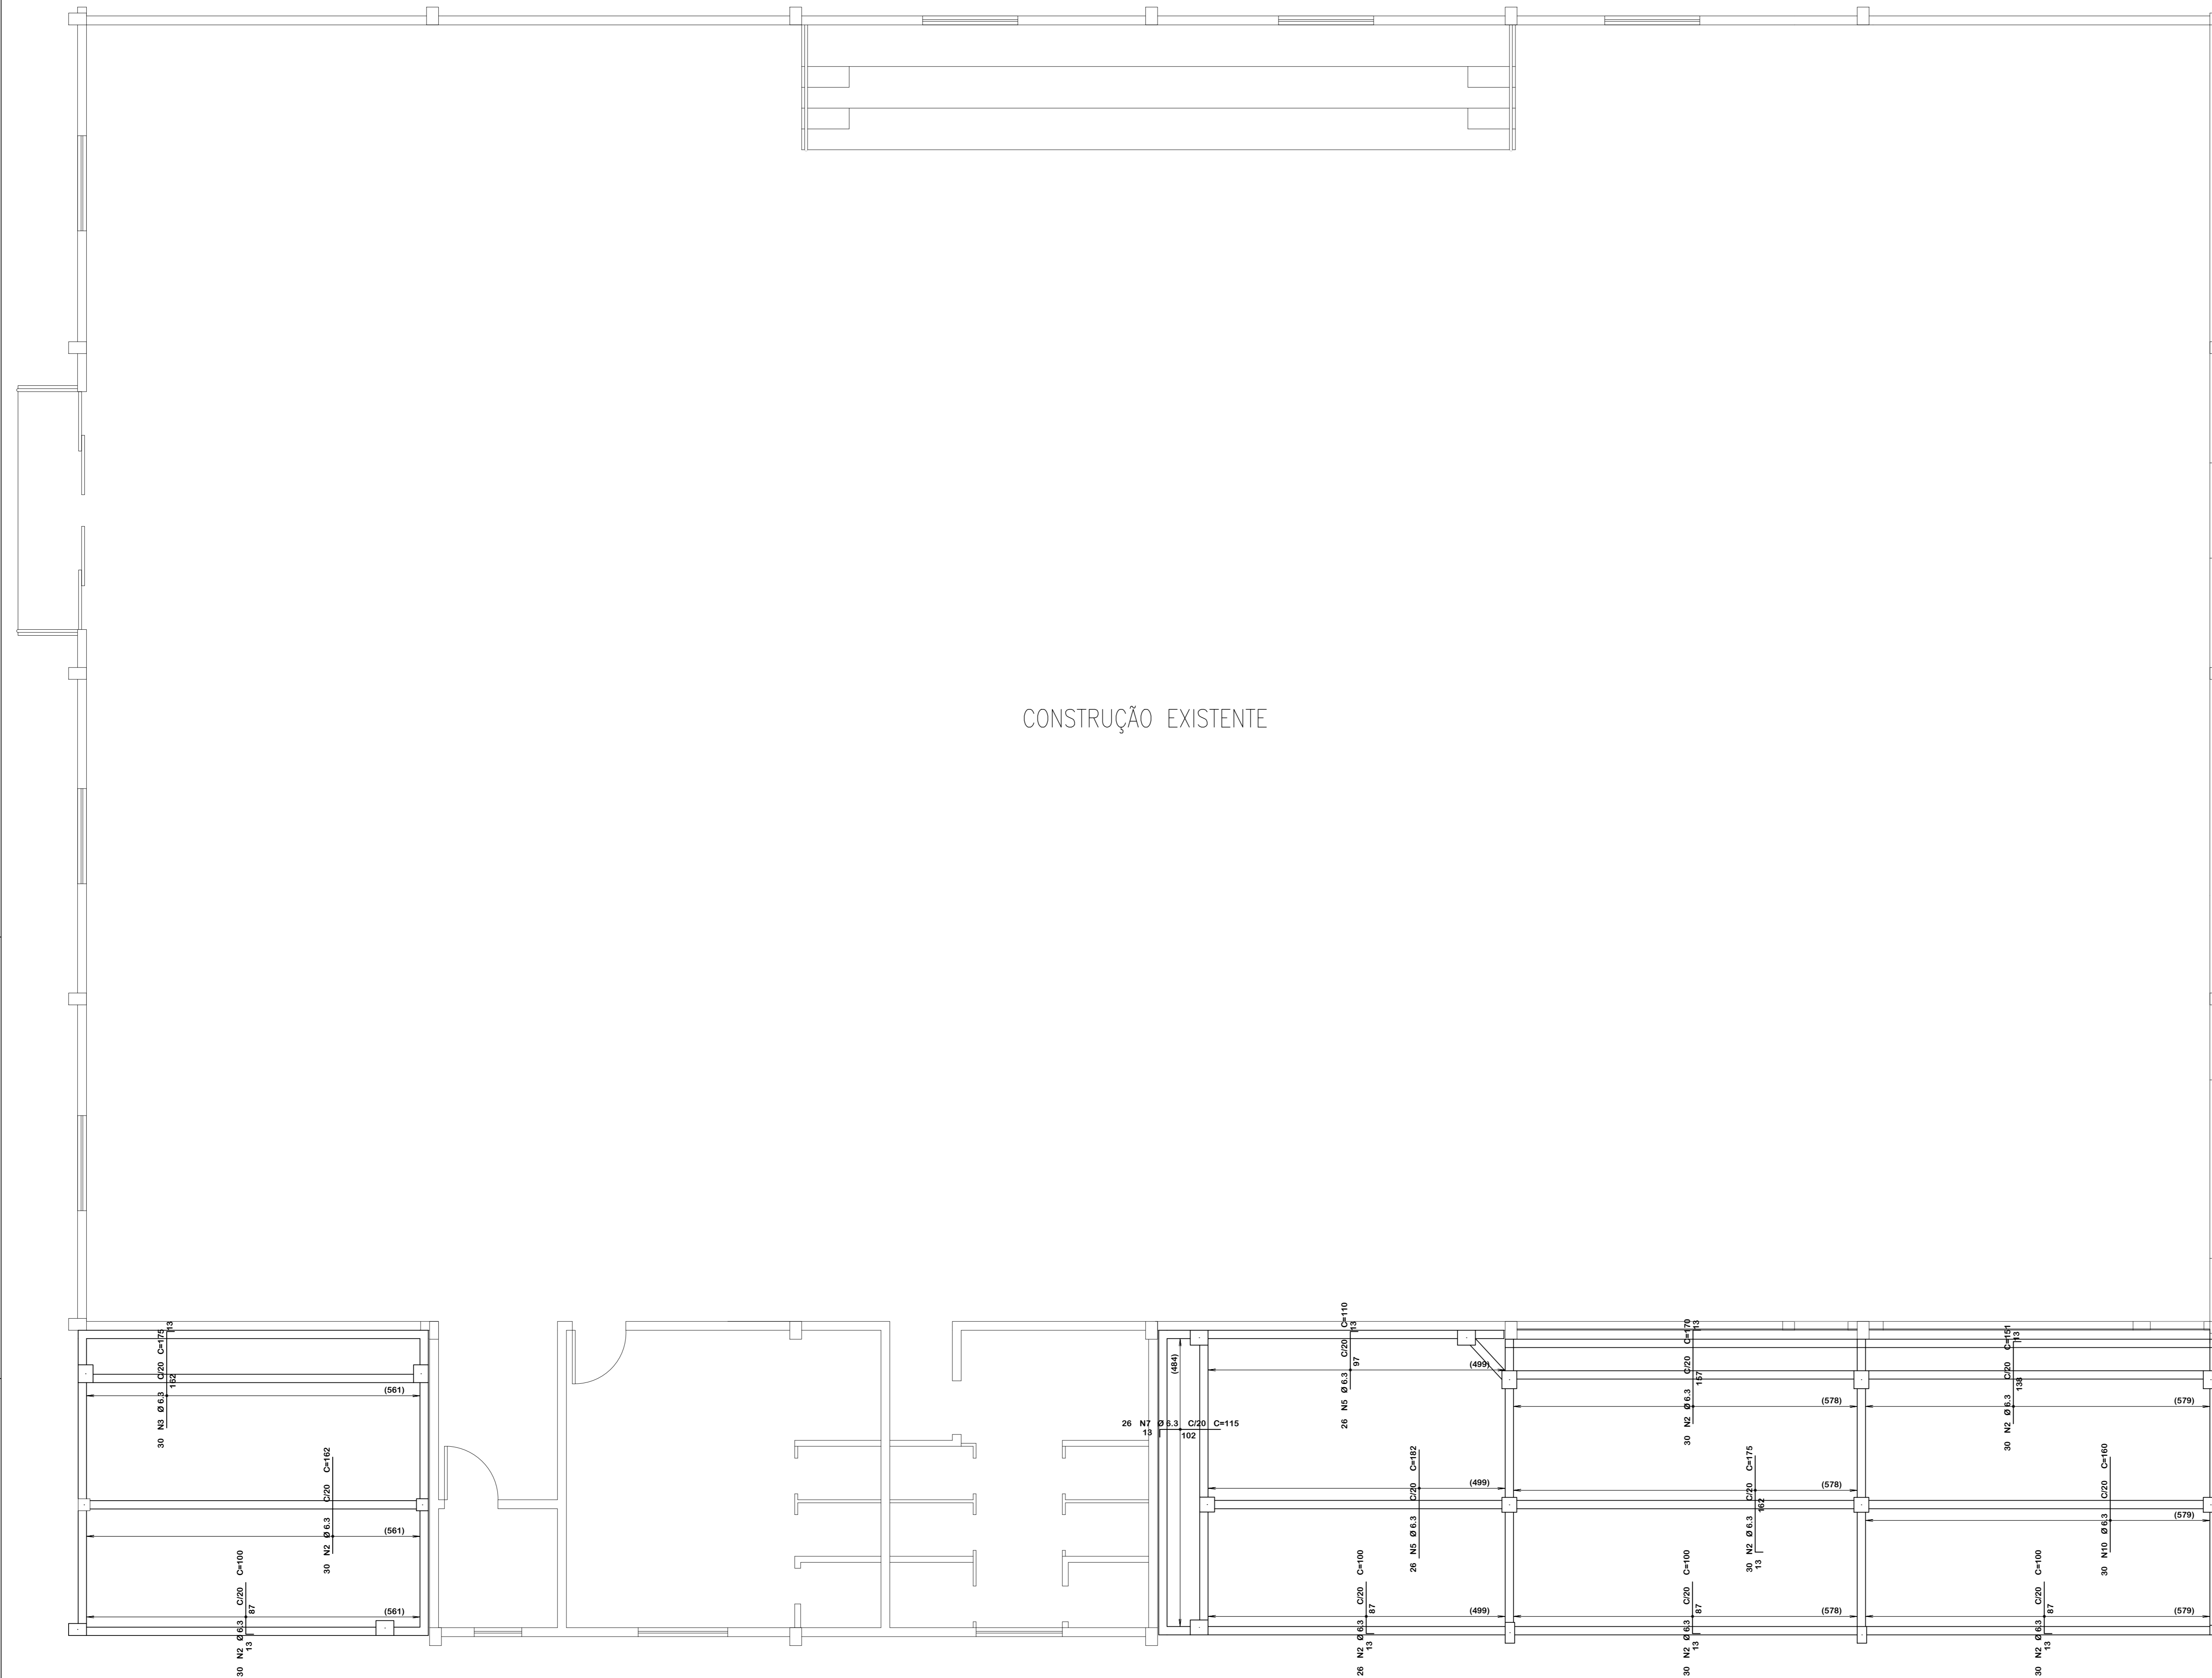 CONSTRUÇÃO EXISTENTE
30 N3 Ø 6.3 C/20 C=175
13
162
(561)
30 N2 Ø 6.3 C/20 C=162
(561)
30 N2 Ø 6.3 C/20 C=100
87
13
(561)
(484)
26 N7 Ø 6.3 C/20 C=115
13
102
26 N5 Ø 6.3 C/20 C=110
13
97
(499)
26 N5 Ø 6.3 C/20 C=182
(499)
26 N2 Ø 6.3 C/20 C=100
87
13
(499)
30 N2 Ø 6.3 C/20 C=170
13
157
(578)
30 N2 Ø 6.3 C/20 C=175
162
13
(578)
30 N2 Ø 6.3 C/20 C=100
87
13
(578)
30 N2 Ø 6.3 C/20 C=151
13
138
(579)
30 N10 Ø 6.3 C/20 C=160
(579)
30 N2 Ø 6.3 C/20 C=100
87
13
(579)